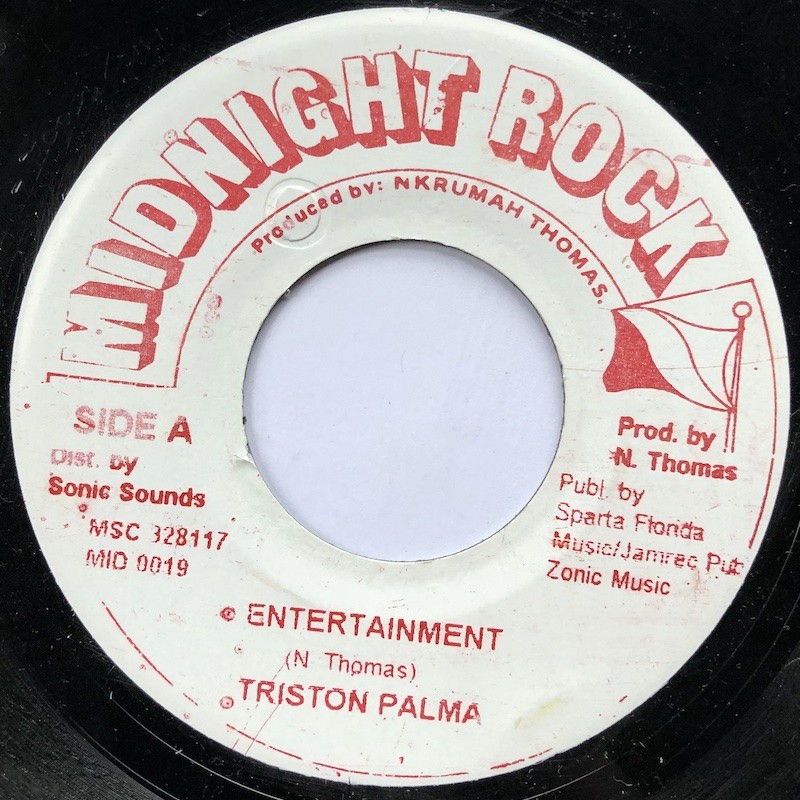 MIDNIGHT ROCK
Produced by: NKRUMAH THOMAS.
SIDE A
Dist. by
Sonic Sounds
MSC 328117
MID 0019
Prod. by
N. Thomas
Publ. by
Sparta Florida
Music/Jamrec Pub
Zonic Music
ENTERTAINMENT
(N Thomas)
TRISTON PALMA